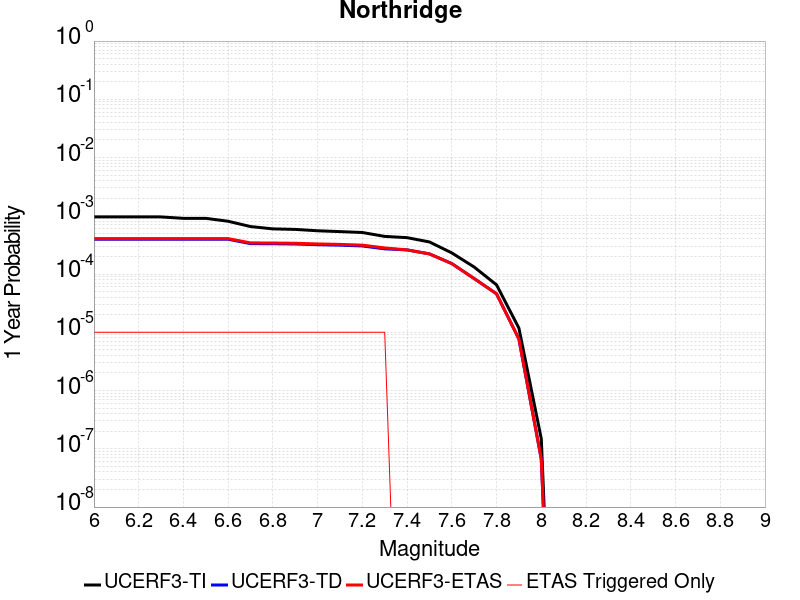 Northridge
10 0
10 -1
10 -2
10 -3
10 -4
10 -5
10 -6
10 -7
10 -8
1 Year Probability
6 6.2 6.4 6.6 6.8 7 7.2 7.4 7.6 7.8 8 8.2 8.4 8.6 8.8 9
Magnitude
UCERF3-TI UCERF3-TD UCERF3-ETAS ETAS Triggered Only